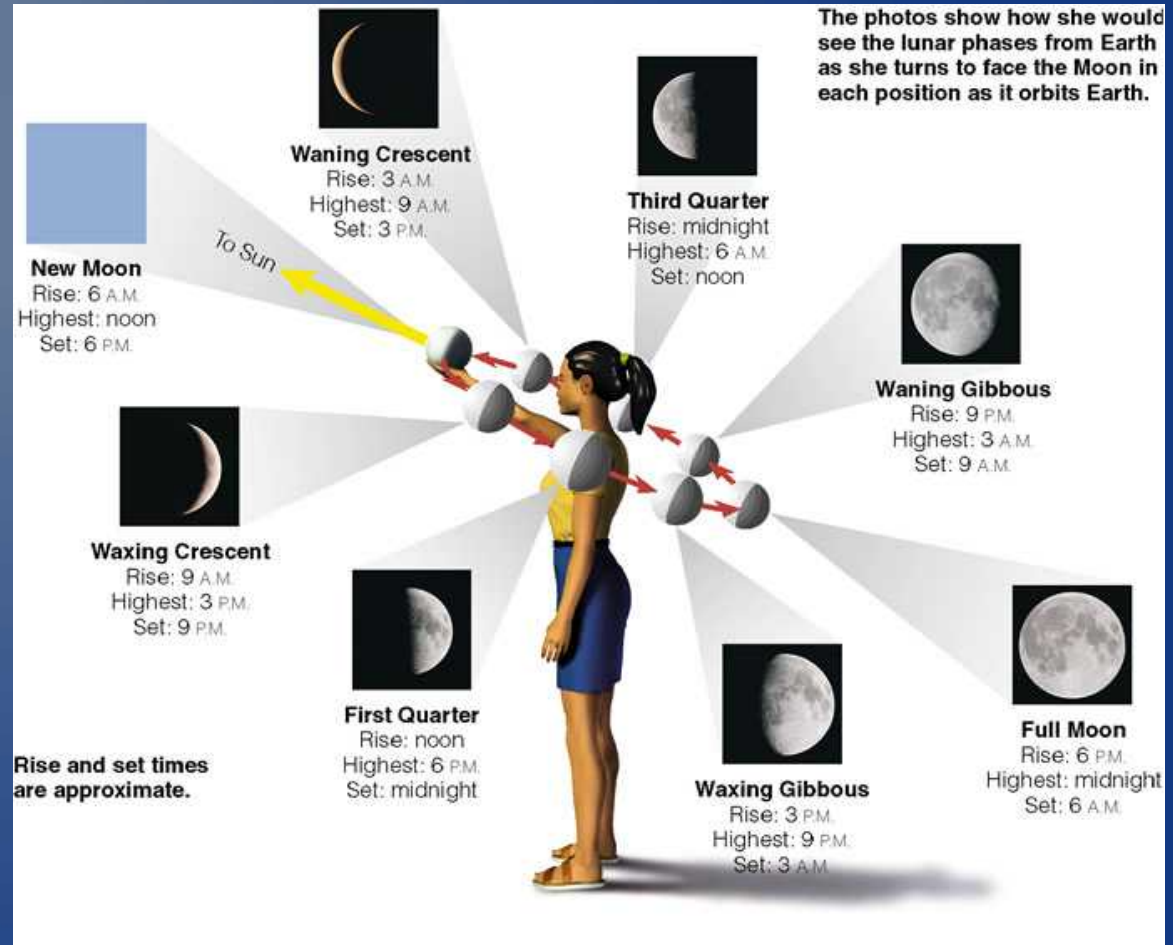 The photos show how she would
see the lunar phases from Earth
as she turns to face the Moon in
each position as it orbits Earth.
Waning Crescent
Rise: 3 A.M.
Highest: 9 A.M.
Set: 3 P.M.
Third Quarter
Rise: midnight
Highest: 6 A.M.
Set: noon
To Sun
New Moon
Rise: 6 A.M.
Highest: noon
Set: 6 P.M.
Waning Gibbous
Rise: 9 P.M.
Highest: 3 A.M.
Set: 9 A.M.
Waxing Crescent
Rise: 9 A.M.
Highest: 3 P.M.
Set: 9 P.M.
First Quarter
Rise: noon
Highest: 6 P.M.
Set: midnight
Full Moon
Rise: 6 P.M.
Highest: midnight
Set: 6 A.M.
Waxing Gibbous
Rise: 3 P.M.
Highest: 9 P.M.
Set: 3 A.M.
Rise and set times
are approximate.